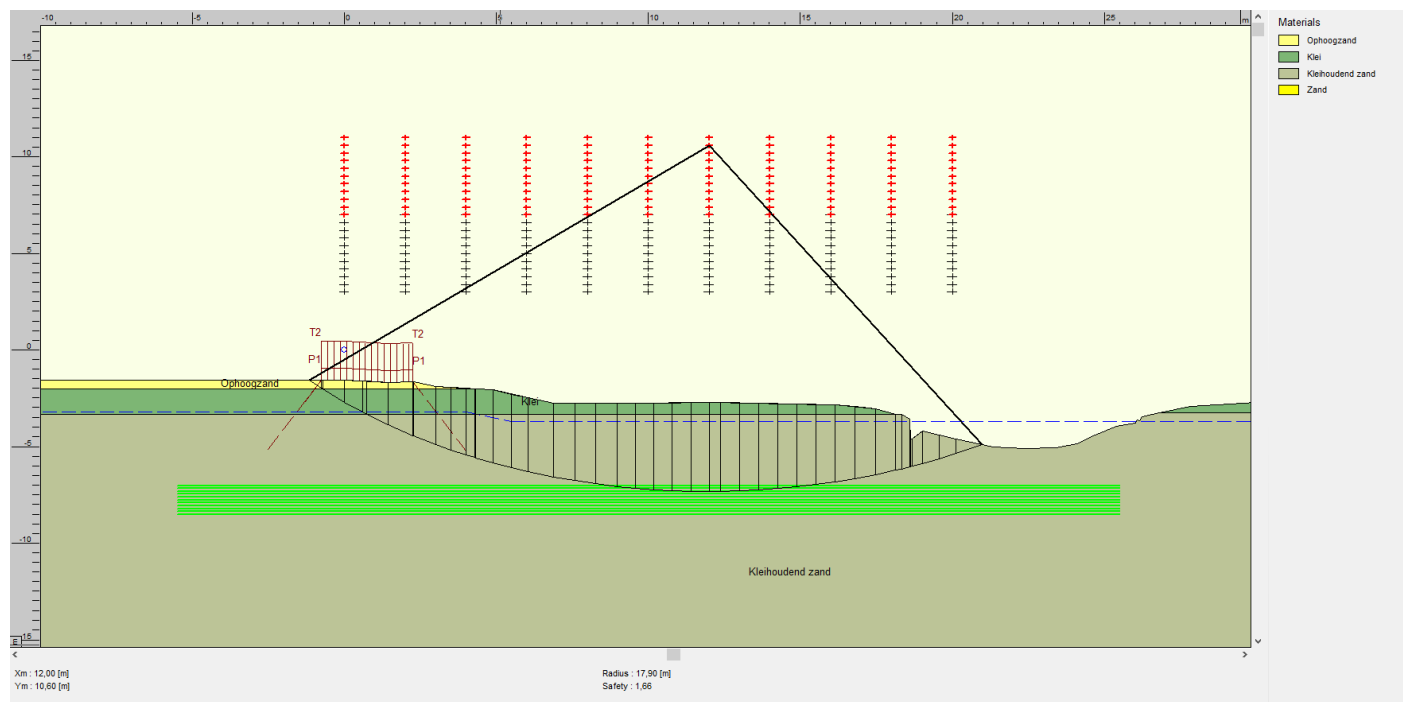 -10 -5 0 5 10 15 20 25 m
Materials
Ophoogzand
Klei
Kleihoudend zand
Zand
15
10
5
0
-5
-10
-15
E
T2 T2
P1 P1
Ophoogzand
Klei
Kleihoudend zand
Xm : 12,00 [m] Radius : 17,90 [m]
Ym : 10,60 [m] Safety : 1,66